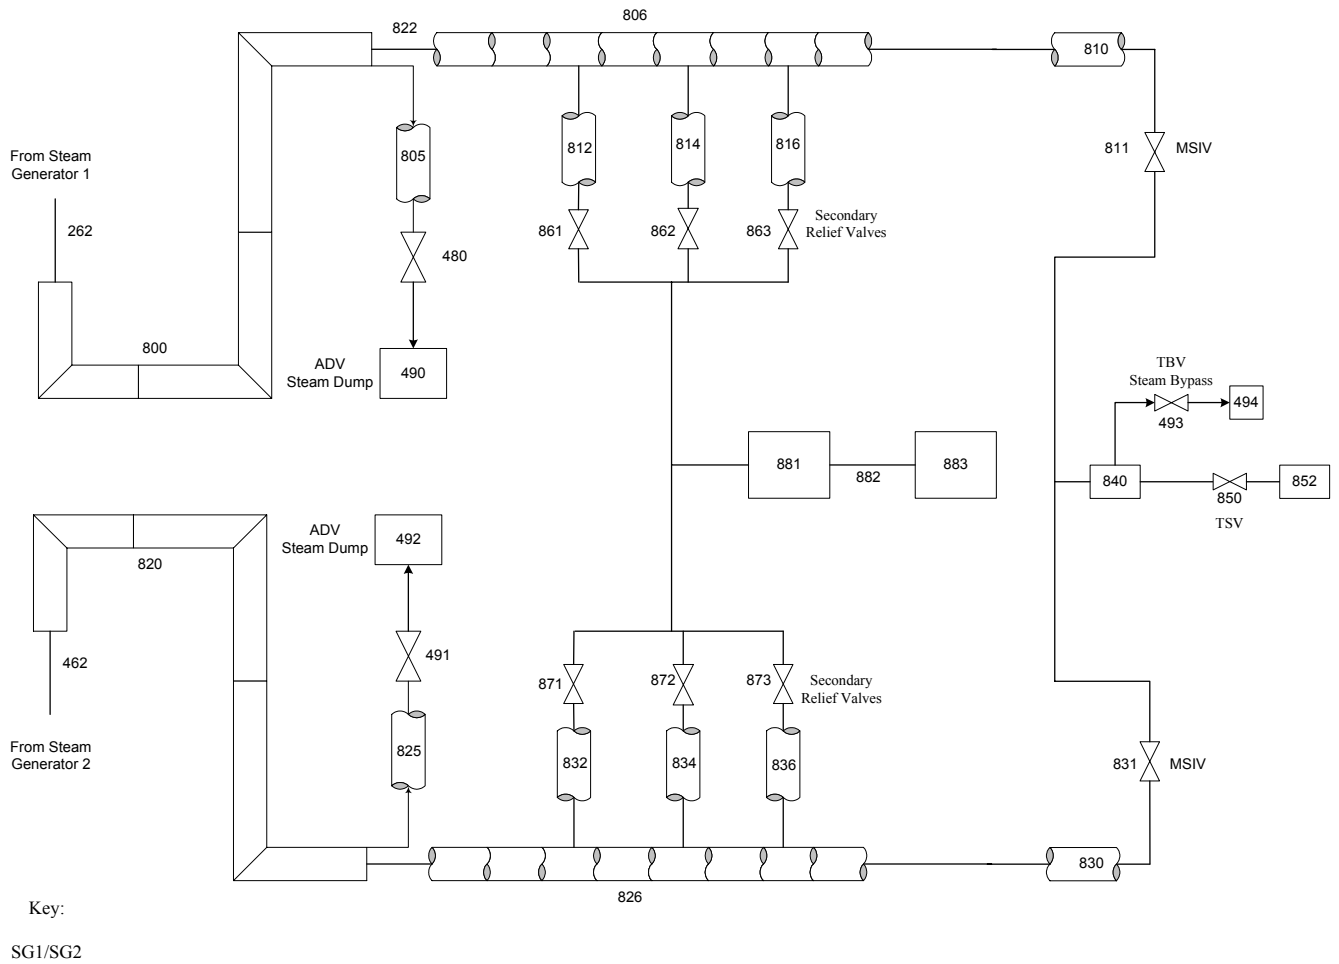 806
822
810
From Steam
Generator 1
805
812
814
816
811
MSIV
262
861
862
863
Secondary
Relief Valves
480
800
ADV
Steam Dump
490
TBV
Steam Bypass
493
494
881
882
883
840
850
852
TSV
ADV
Steam Dump
492
820
462
491
871
872
873
Secondary
Relief Valves
From Steam
Generator 2
825
832
834
836
831
MSIV
830
826
Key:
SG1/SG2